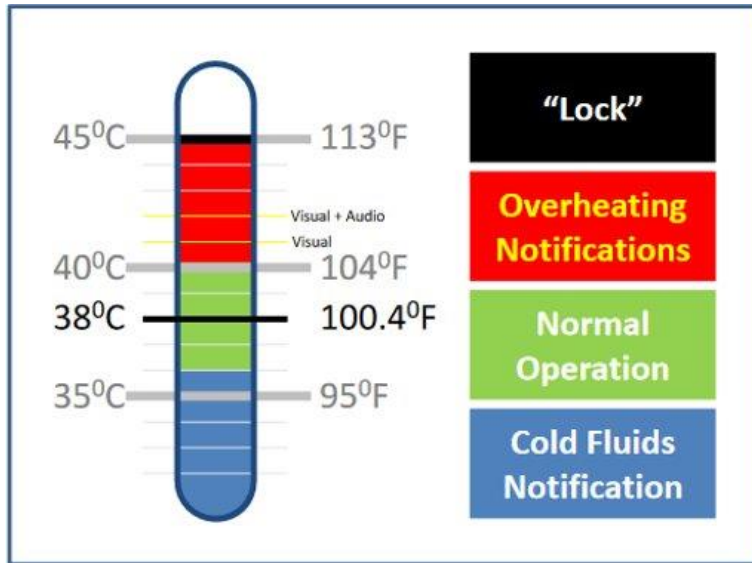 45⁰C 113⁰F
Visual + Audio
Visual
40⁰C 104⁰F
38⁰C 100.4⁰F
35⁰C 95⁰F
“Lock”
Overheating
Notifications
Normal
Operation
Cold Fluids
Notification